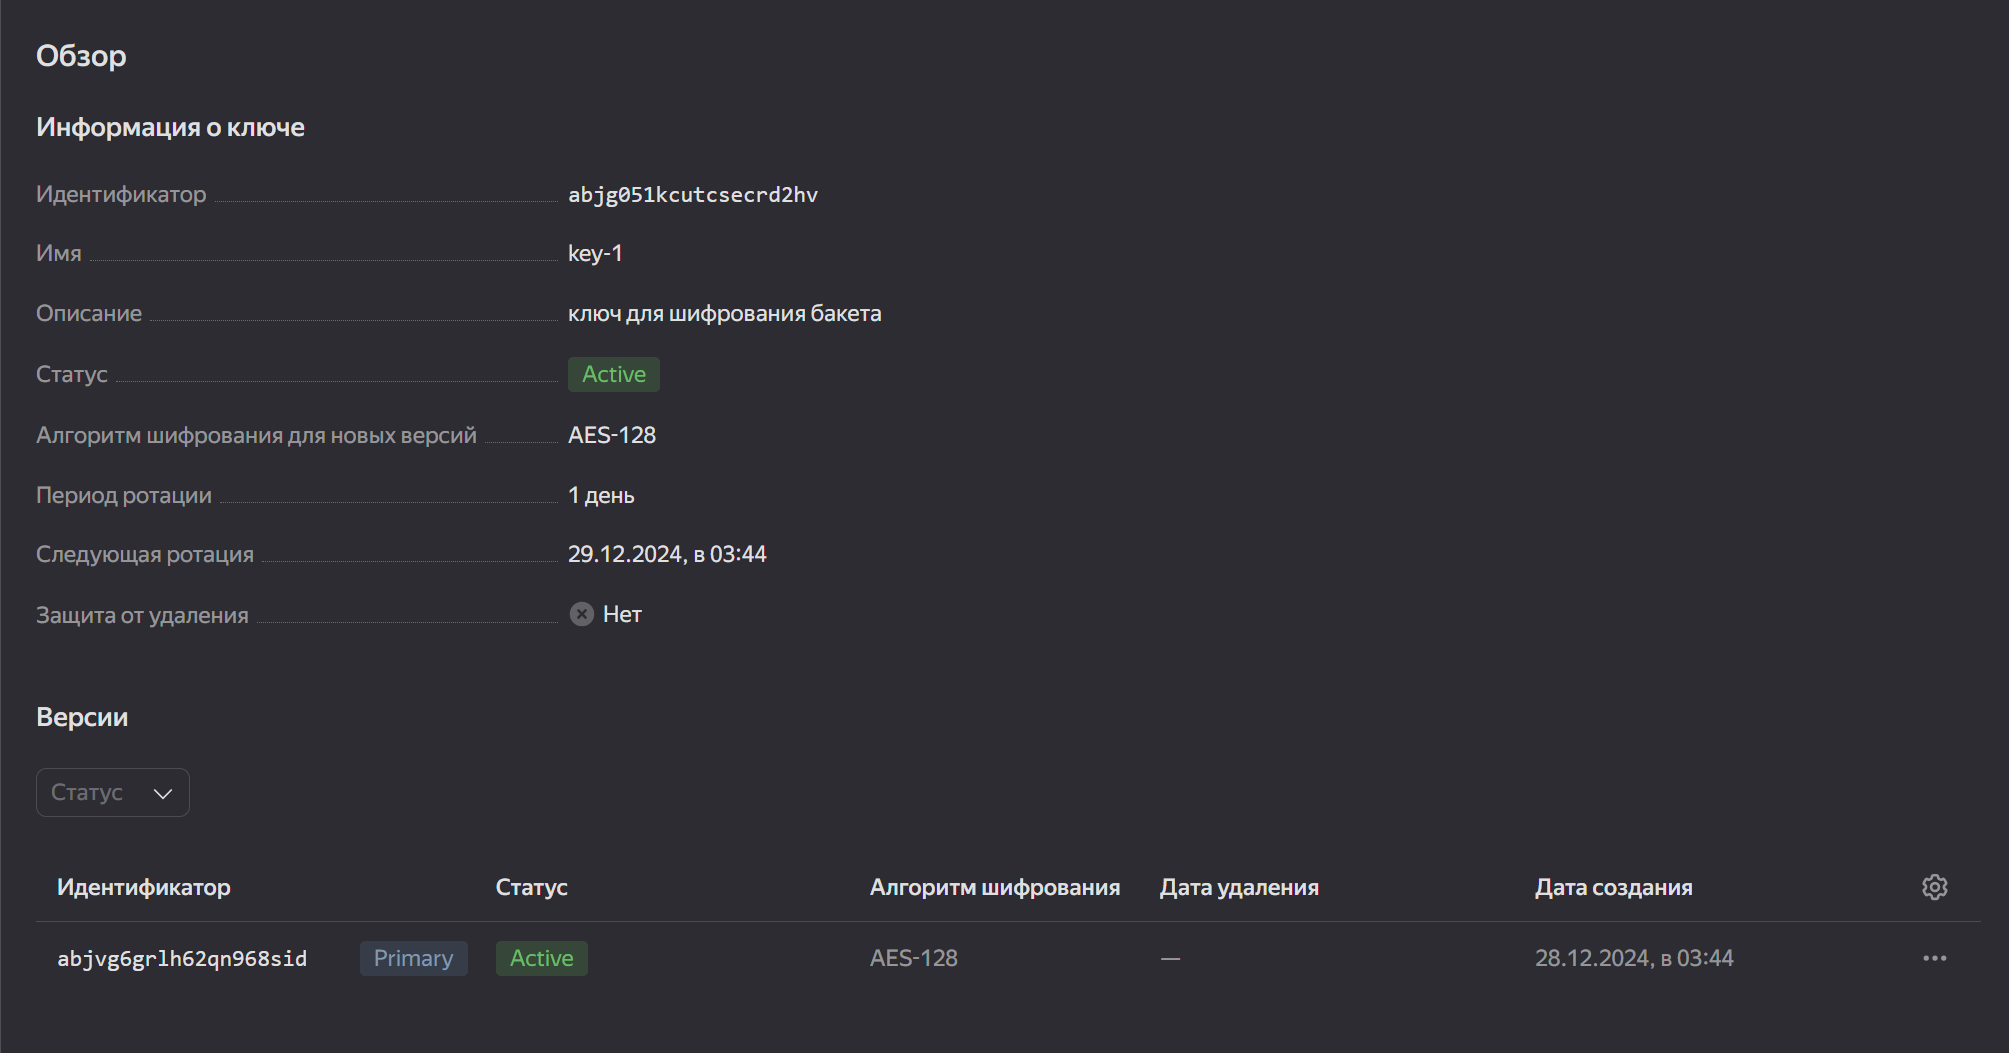 Обзор
Информация о ключе
Идентификатор abjg051kcutcsecrd2hv
Имя key-1
Описание ключ для шифрования бакета
Статус Active
Алгоритм шифрования для новых версий AES-128
Период ротации 1 день
Следующая ротация 29.12.2024, в 03:44
Защита от удаления Нет
Версии
Статус
Идентификатор Статус Алгоритм шифрования Дата удаления Дата создания
abjvg6grlh62qn968sid Primary Active AES-128 — 28.12.2024, в 03:44